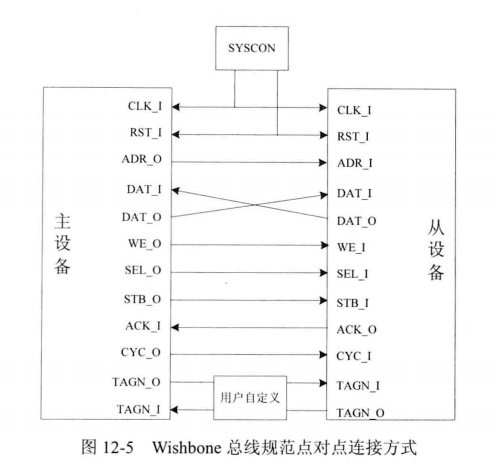 SYSCON
主设备
CLK_I
RST_I
ADR_O
DAT_I
DAT_O
WE_O
SEL_O
STB_O
ACK_I
CYC_O
TAGN_O
TAGN_I
用户自定义
CLK_I
RST_I
ADR_I
DAT_I
DAT_O
WE_I
SEL_I
STB_I
ACK_O
CYC_I
TAGN_I
TAGN_O
从设备
图 12-5 Wishbone 总线规范点对点连接方式